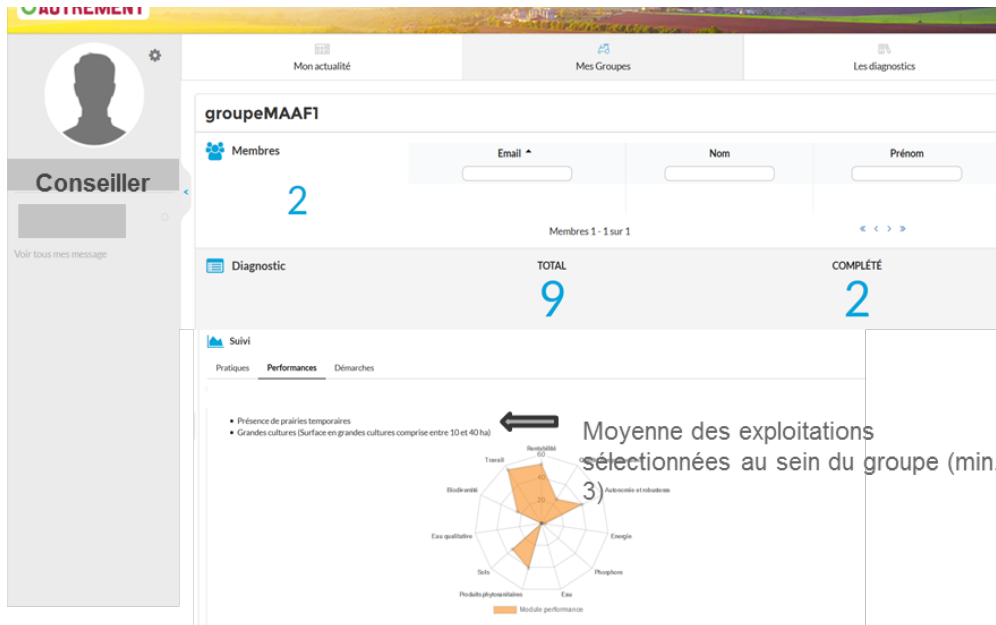 AUTREMENT
Mon actualité
Mes Groupes
Les diagnostics
Conseiller
Voir tous mes message
groupeMAAF1
Membres
2
Email
Nom
Prénom
Membres 1 - 1 sur 1
« < > »
Diagnostic
TOTAL
9
COMPLÉTÉ
2
Suivi
Pratiques Performances Démarches
Présence de prairies temporaires
Grandes cultures (Surface en grandes cultures comprise entre 10 et 40 ha)
Moyenne des exploitations
sélectionnées au sein du groupe (min.
3)
Rentabilité
60
40
20
Travail
Biodiversité
Autonomie et robustesse
Eau qualitative
Energie
Sols
Phosphore
Produits phytosanitaires
Eau
Module performance